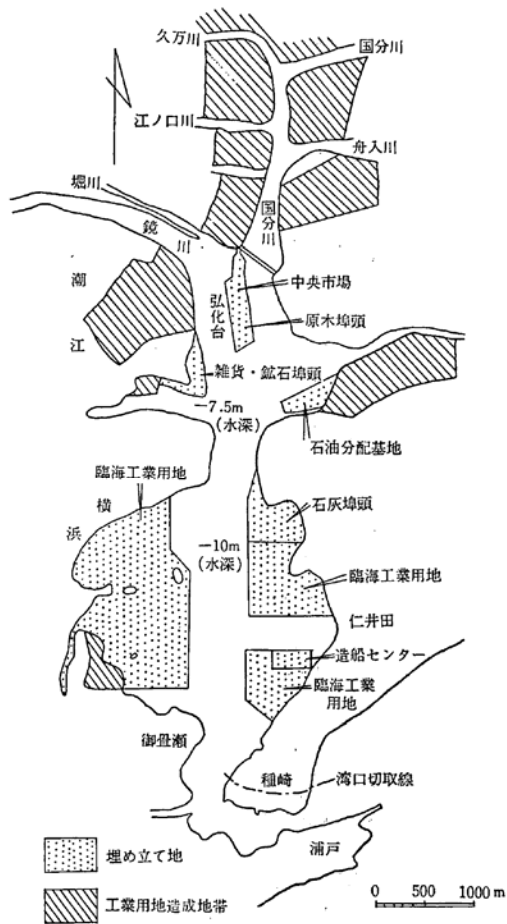 久万川
国分川
江ノ口川
舟入川
堀川
鏡川
国分川
潮江
弘化台
中央市場
原木埠頭
雑貨・鉱石埠頭
−7.5m
(水深)
石油分配基地
臨海工業用地
横浜
石灰埠頭
−10m
(水深)
臨海工業用地
仁井田
造船センター
臨海工業
用地
御畳瀬
種崎
湾口切取線
浦戸
埋め立て地
工業用地造成地帯
0 500 1000 m